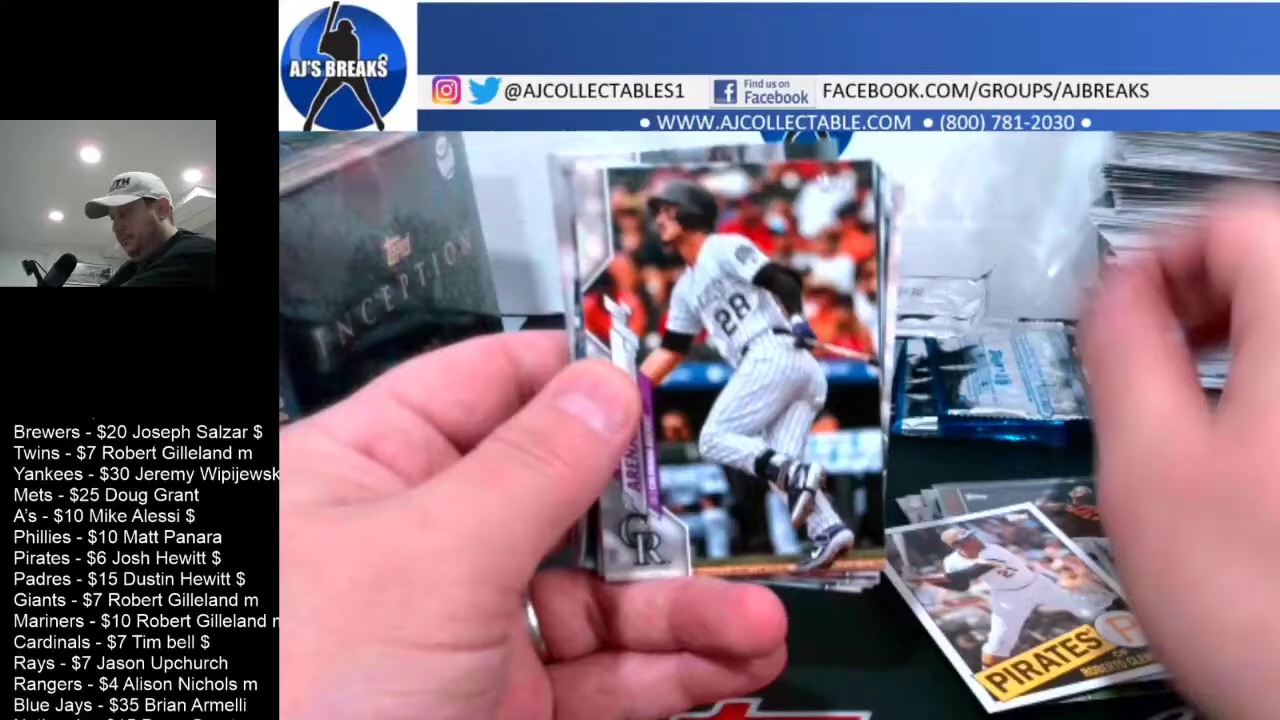 AJ'S BREAKS
@AJCOLLECTABLES1
Find us on
Facebook
FACEBOOK.COM/GROUPS/AJBREAKS
• WWW.AJCOLLECTABLE.COM • (800) 781-2030 •
topps
INCEPTION
28
CR
21
PIRATES
P
OF
Brewers - $20 Joseph Salzar $
Twins - $7 Robert Gilleland m
Yankees - $30 Jeremy Wipijewsk
Mets - $25 Doug Grant
A's - $10 Mike Alessi $
Phillies - $10 Matt Panara
Pirates - $6 Josh Hewitt $
Padres - $15 Dustin Hewitt $
Giants - $7 Robert Gilleland m
Mariners - $10 Robert Gilleland
Cardinals - $7 Tim bell $
Rays - $7 Jason Upchurch
Rangers - $4 Alison Nichols m
Blue Jays - $35 Brian Armelli